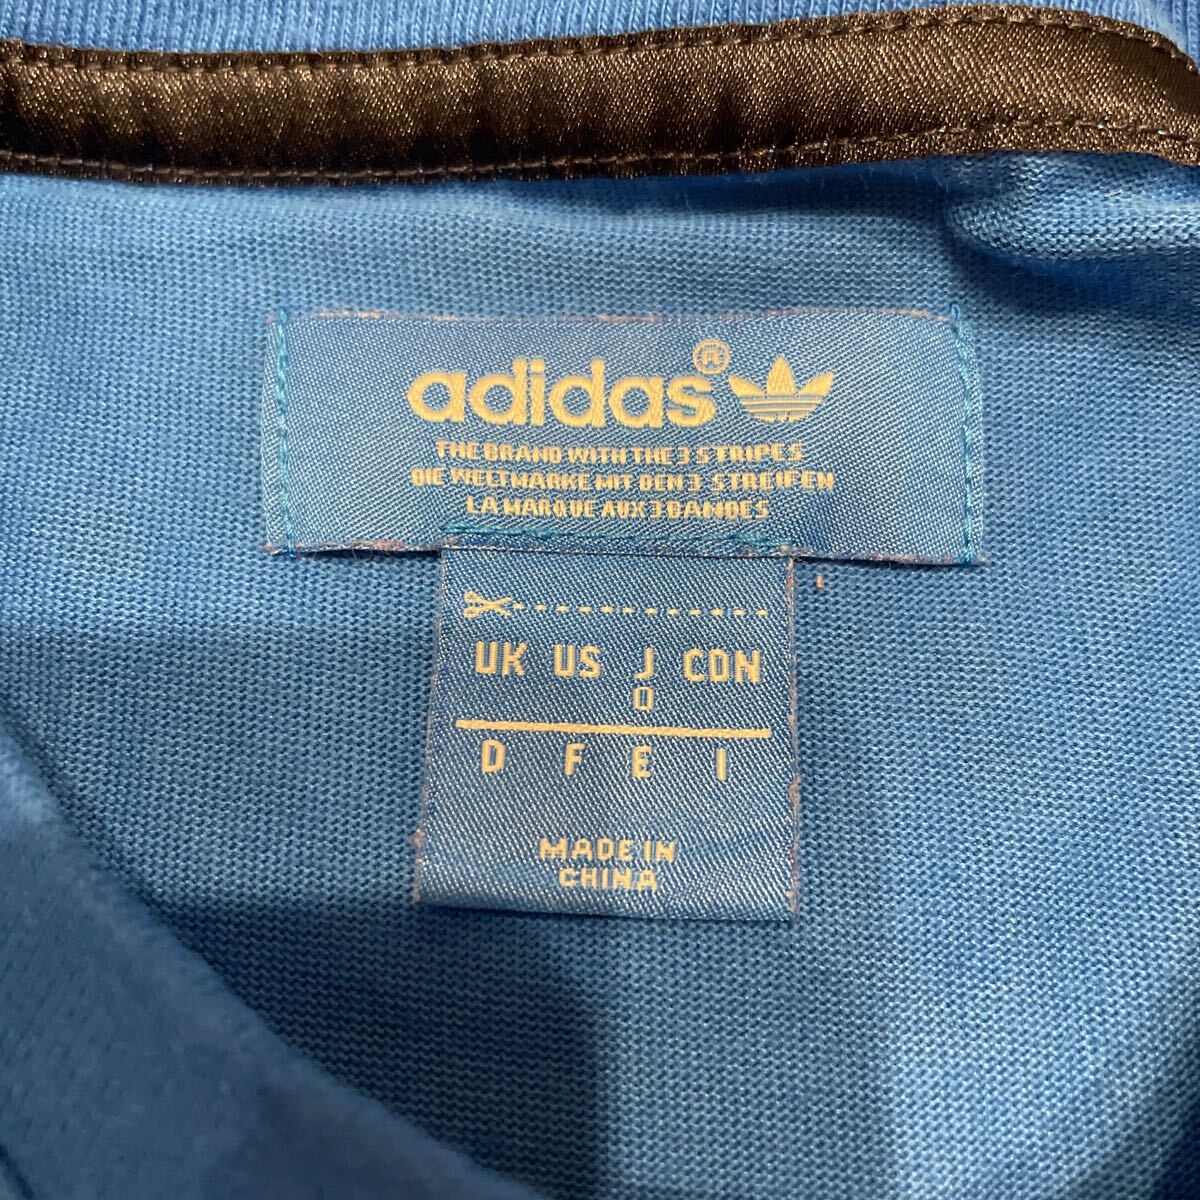 adidas®
THE BRAND WITH THE 3 STRIPES
DIE WELTMARKE MIT DEN 3 STREIFEN
LA MARQUE AUX 3 BANDES
UK US J CDN
O
D F E I
MADE IN
CHINA